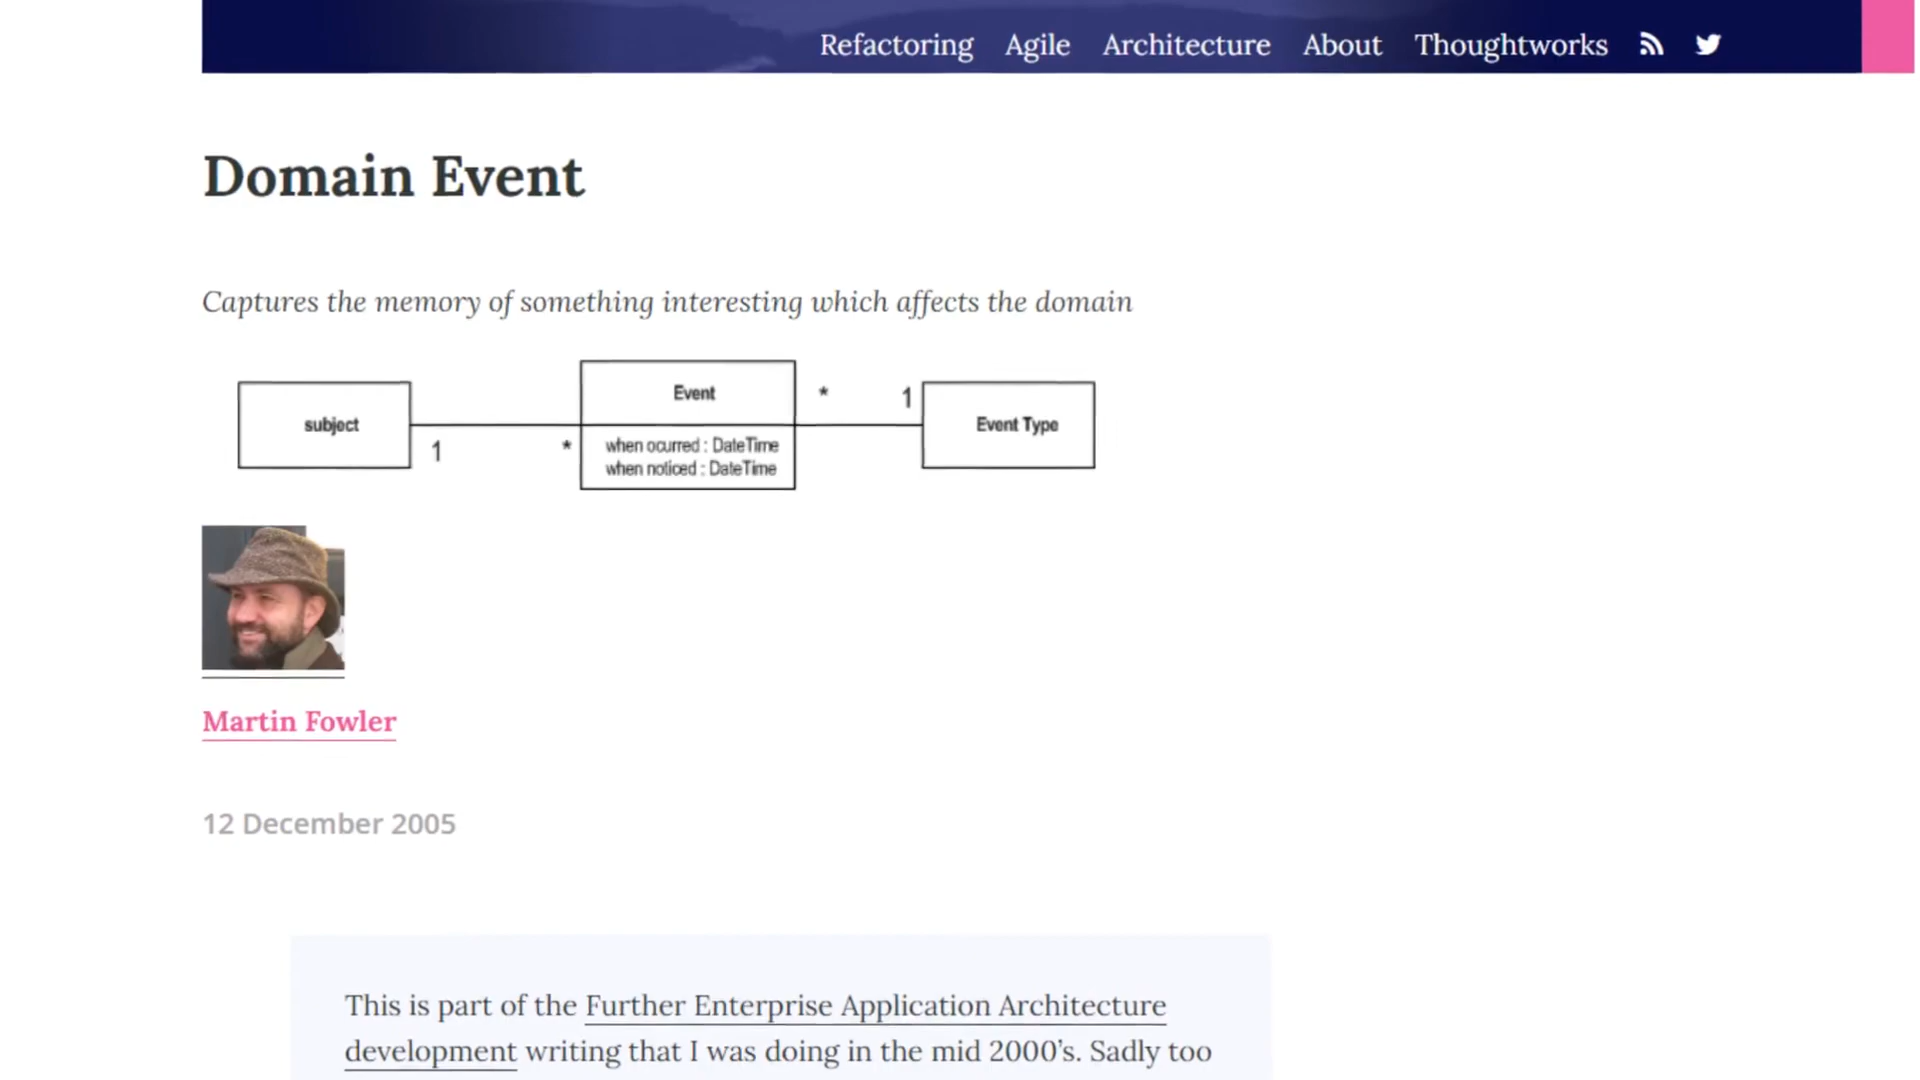 Refactoring Agile Architecture About Thoughtworks
Domain Event
Captures the memory of something interesting which affects the domain
subject
1
*
Event
when ocurred : DateTime
when noticed : DateTime
*
1
Event Type
Martin Fowler
12 December 2005
This is part of the Further Enterprise Application Architecture
development writing that I was doing in the mid 2000’s. Sadly too